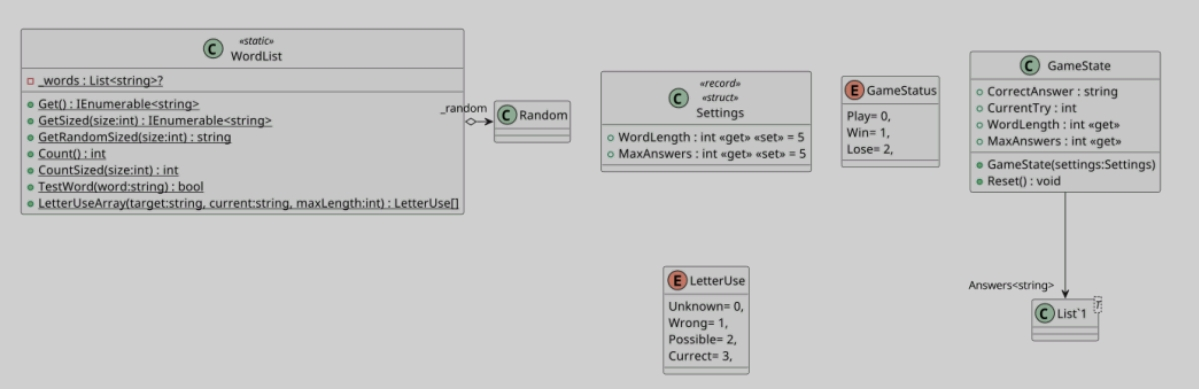 C
«static»
WordList
_words : List<string>?
Get() : IEnumerable<string>
GetSized(size:int) : IEnumerable<string>
GetRandomSized(size:int) : string
Count() : int
CountSized(size:int) : int
TestWord(word:string) : bool
LetterUseArray(target:string, current:string, maxLength:int) : LetterUse[]
_random
C Random
«record»
«struct»
C
Settings
WordLength : int «get» «set» = 5
MaxAnswers : int «get» «set» = 5
E GameStatus
Play= 0,
Win= 1,
Lose= 2,
C GameState
CorrectAnswer : string
CurrentTry : int
WordLength : int «get»
MaxAnswers : int «get»
GameState(settings:Settings)
Reset() : void
E LetterUse
Unknown= 0,
Wrong= 1,
Possible= 2,
Currect= 3,
Answers<string>
C List`1
T